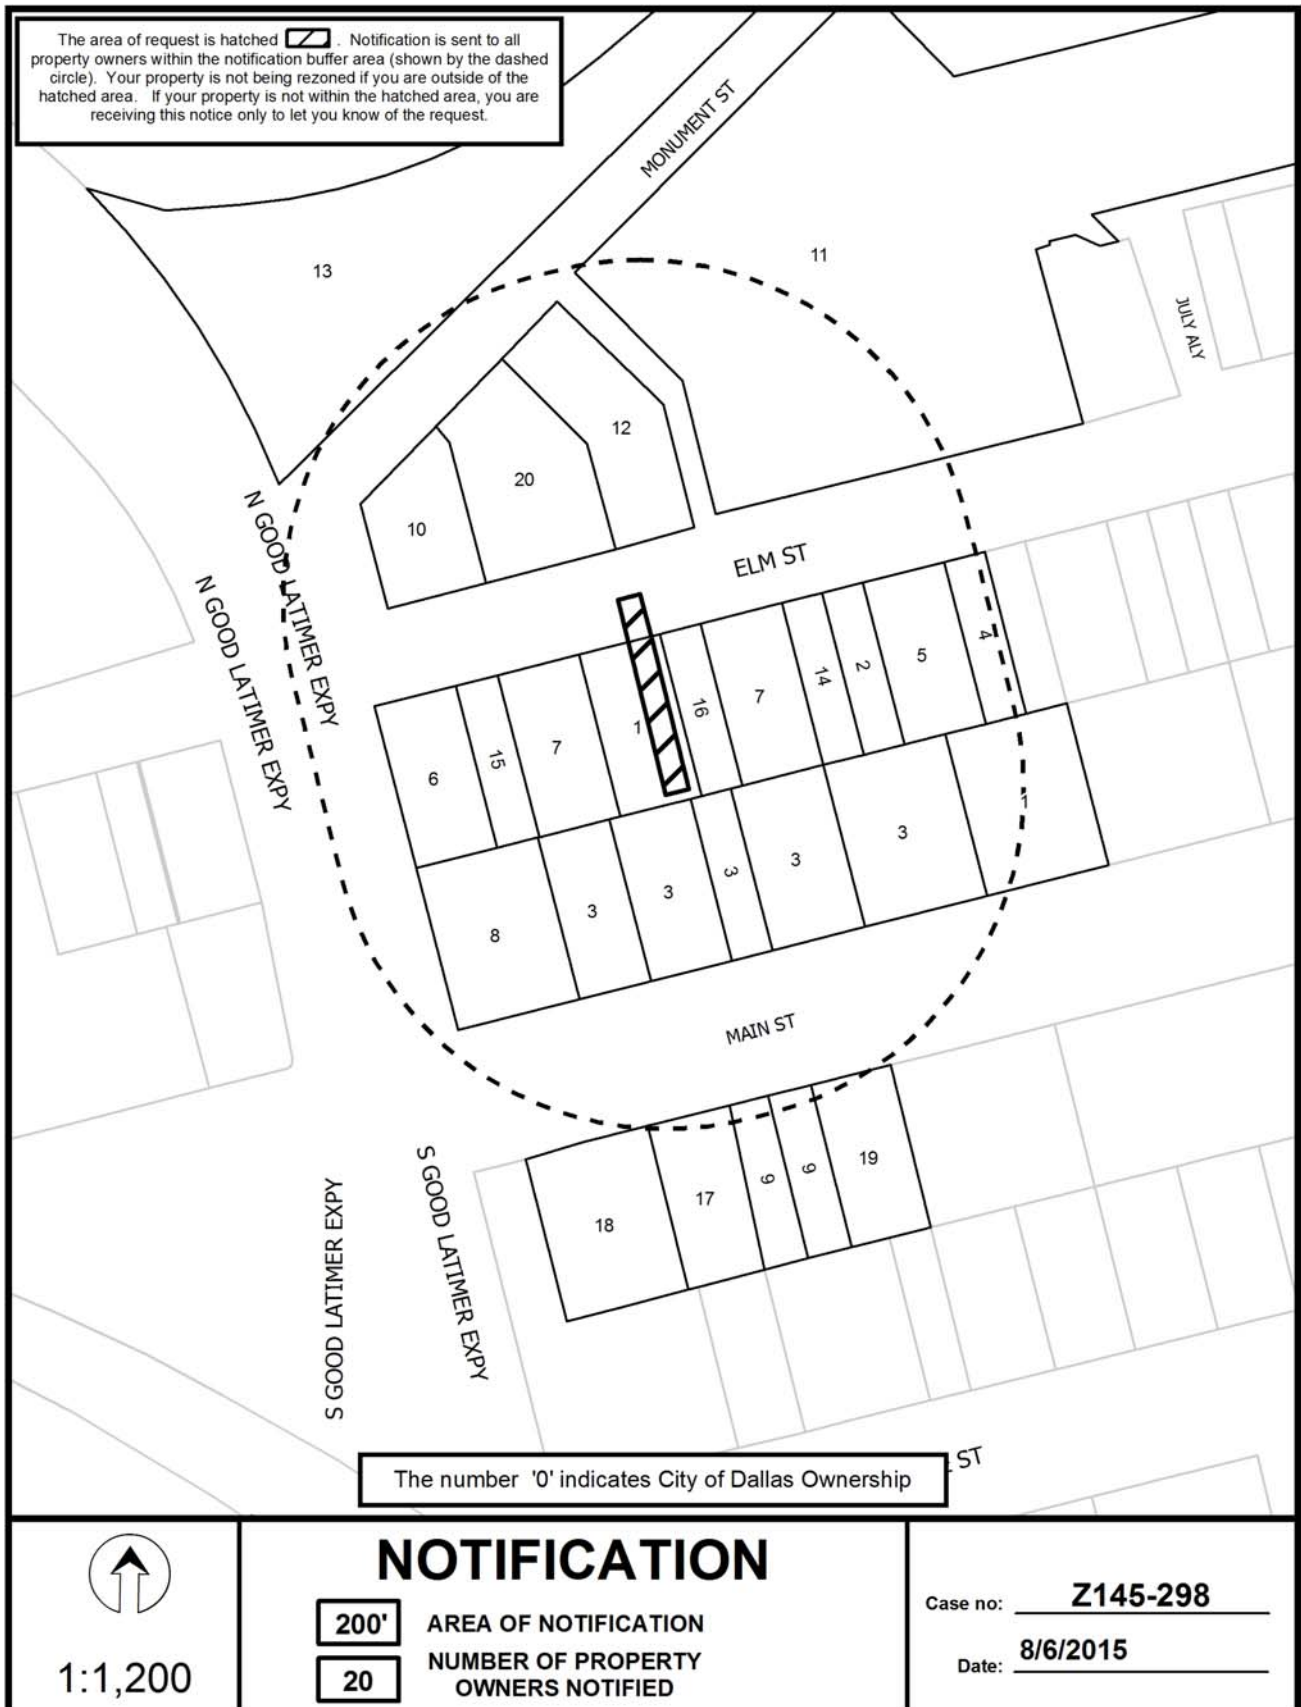 The area of request is hatched . Notification is sent to all
property owners within the notification buffer area (shown by the dashed
circle). Your property is not being rezoned if you are outside of the
hatched area. If your property is not within the hatched area, you are
receiving this notice only to let you know of the request.
MONUMENT ST
13
11
JULY ALY
12
20
10
N GOOD LATIMER EXPY
N GOOD LATIMER EXPY
ELM ST
4
5
2
14
7
16
1
7
15
6
1
3
3
3
3
3
8
MAIN ST
19
9
9
17
18
S GOOD LATIMER EXPY
S GOOD LATIMER EXPY
ST
The number '0' indicates City of Dallas Ownership
1:1,200
NOTIFICATION
200' AREA OF NOTIFICATION
20 NUMBER OF PROPERTY
OWNERS NOTIFIED
Case no: Z145-298
Date: 8/6/2015